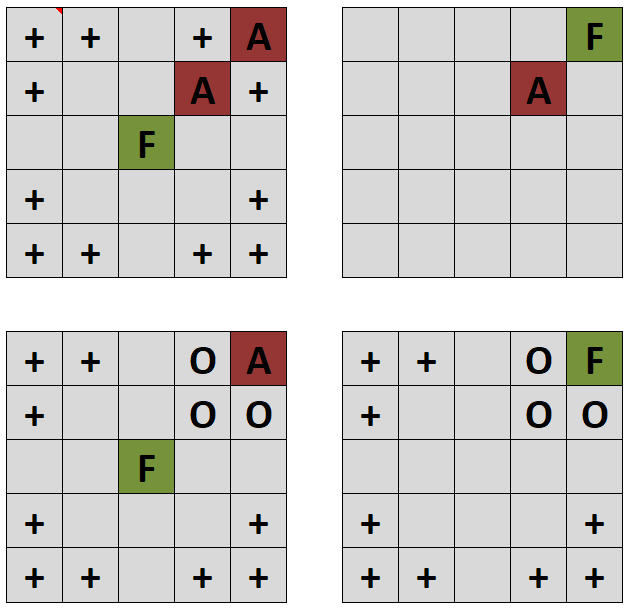 + + + A
+ A +
F
+ +
+ + + +
F
A
+ + O A
+ O O
F
+ +
+ + + +
+ + O F
+ O O
+ +
+ + + +